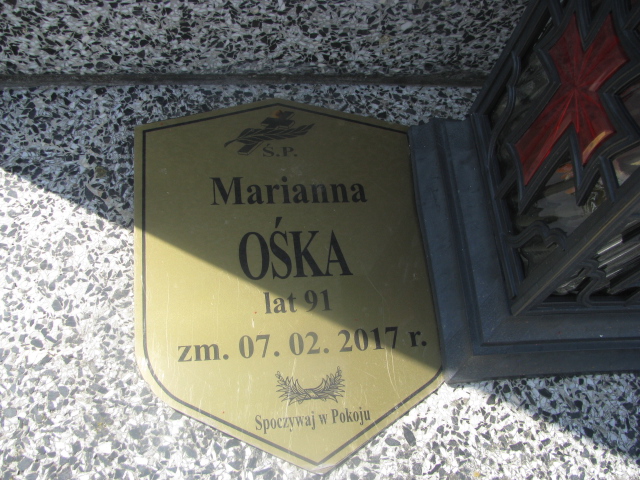 Ś.P.
Marianna
OŚKA
lat 91
zm. 07. 02. 2017 r.
Spoczywaj w Pokoju